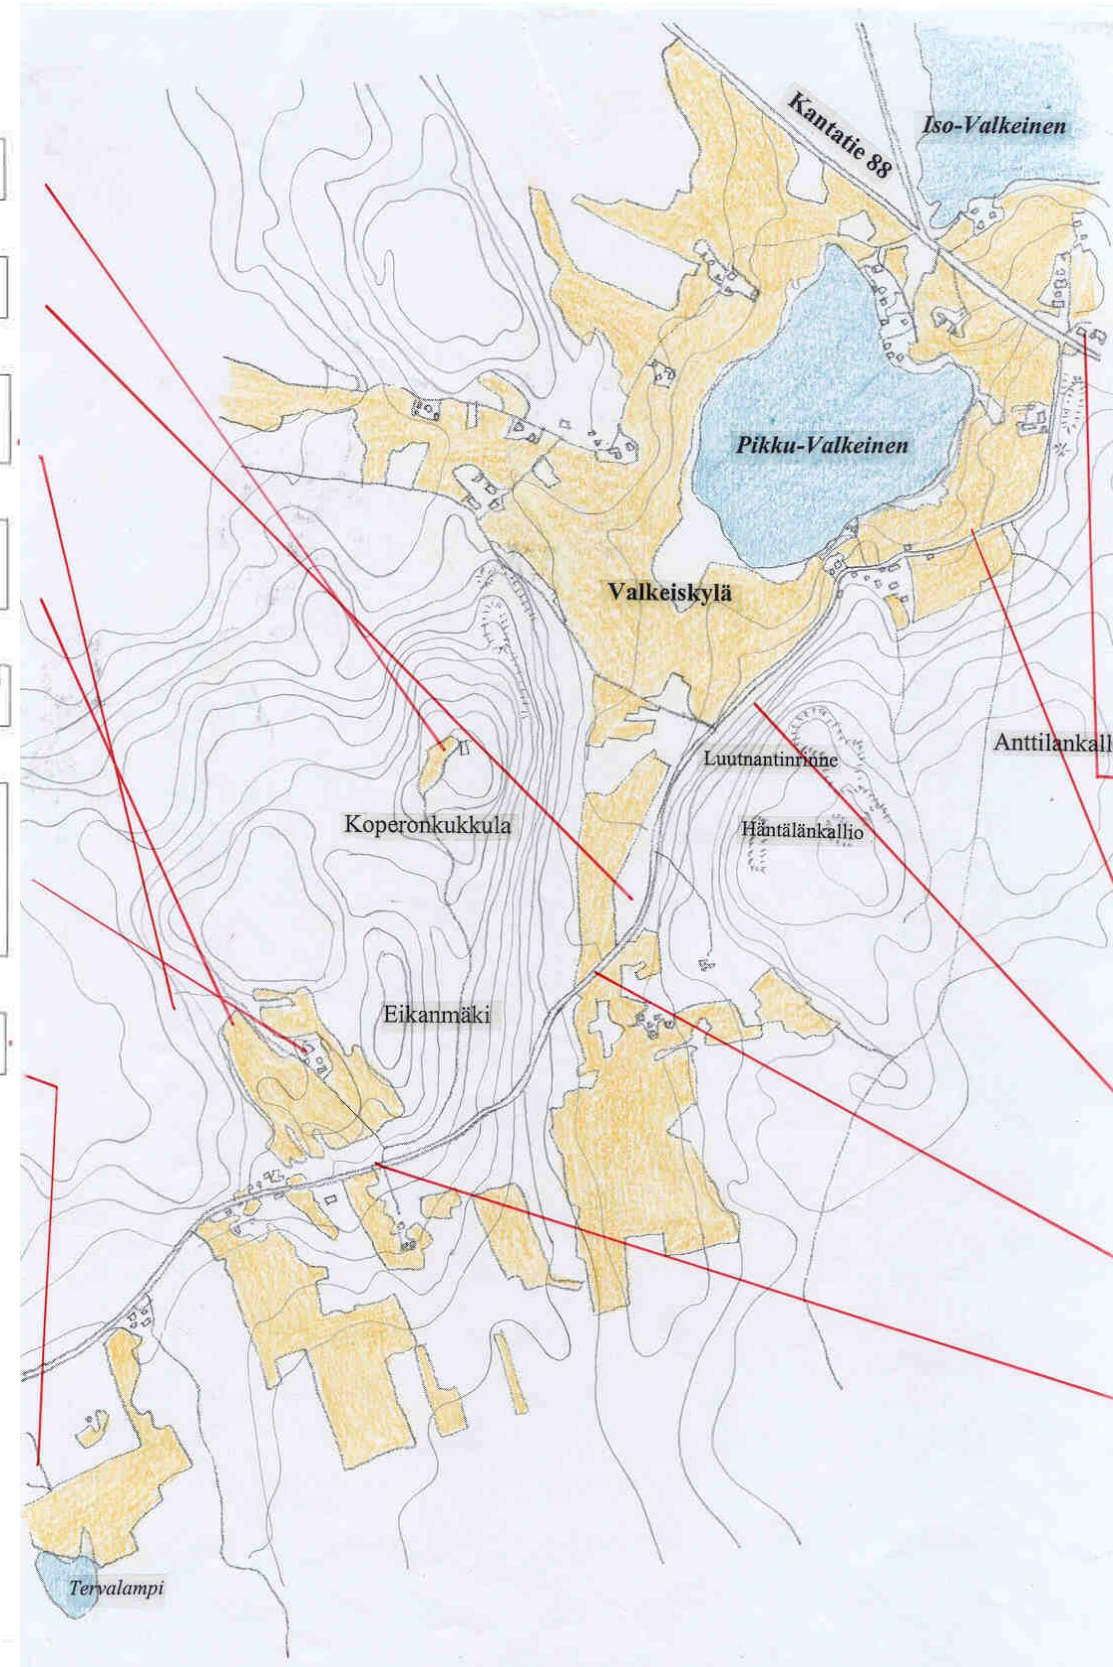 Kantatie 88
Iso-Valkeinen
Pikku-Valkeinen
Valkeiskylä
Luutnantinrinne
Anttilankall
Koperonkukkula
Häntälänkallio
Eikanmäki
Tervalampi